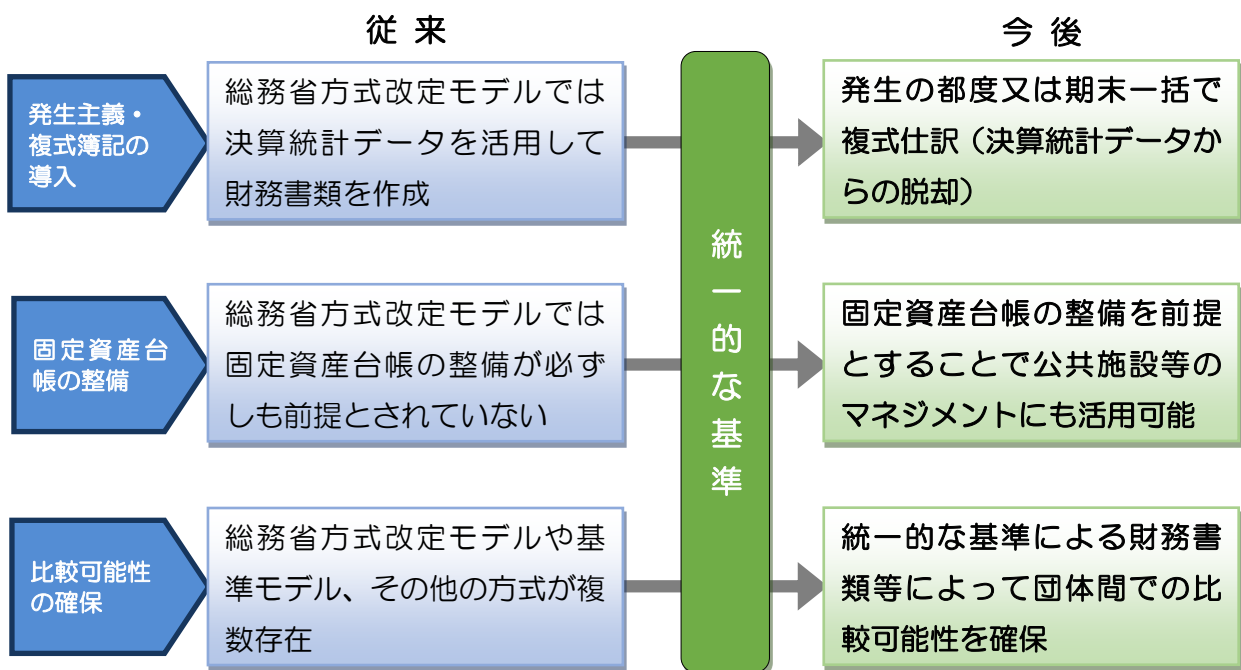 従 来
今 後
発生主義・
複式簿記の
導入
総務省方式改定モデルでは
決算統計データを活用して
財務書類を作成
統一的な基準
発生の都度又は期末一括で
複式仕訳（決算統計データか
らの脱却）
固定資産台
帳の整備
総務省方式改定モデルでは
固定資産台帳の整備が必ず
しも前提とされていない
固定資産台帳の整備を前提
とすることで公共施設等の
マネジメントにも活用可能
比較可能性
の確保
総務省方式改定モデルや基
準モデル、その他の方式が複
数存在
統一的な基準による財務書
類等によって団体間での比
較可能性を確保